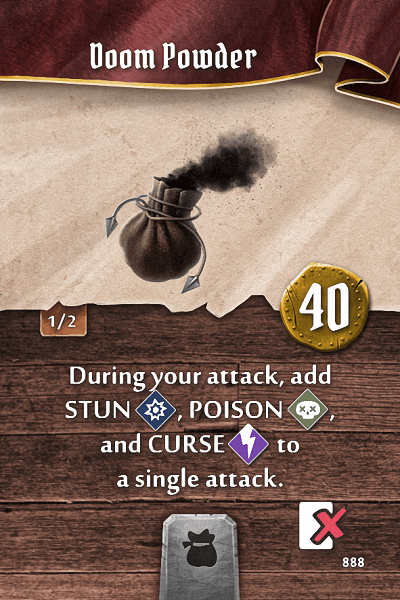 Doom Powder
1/2
40
During your attack, add
STUN, POISON,
and CURSE to
a single attack.
888